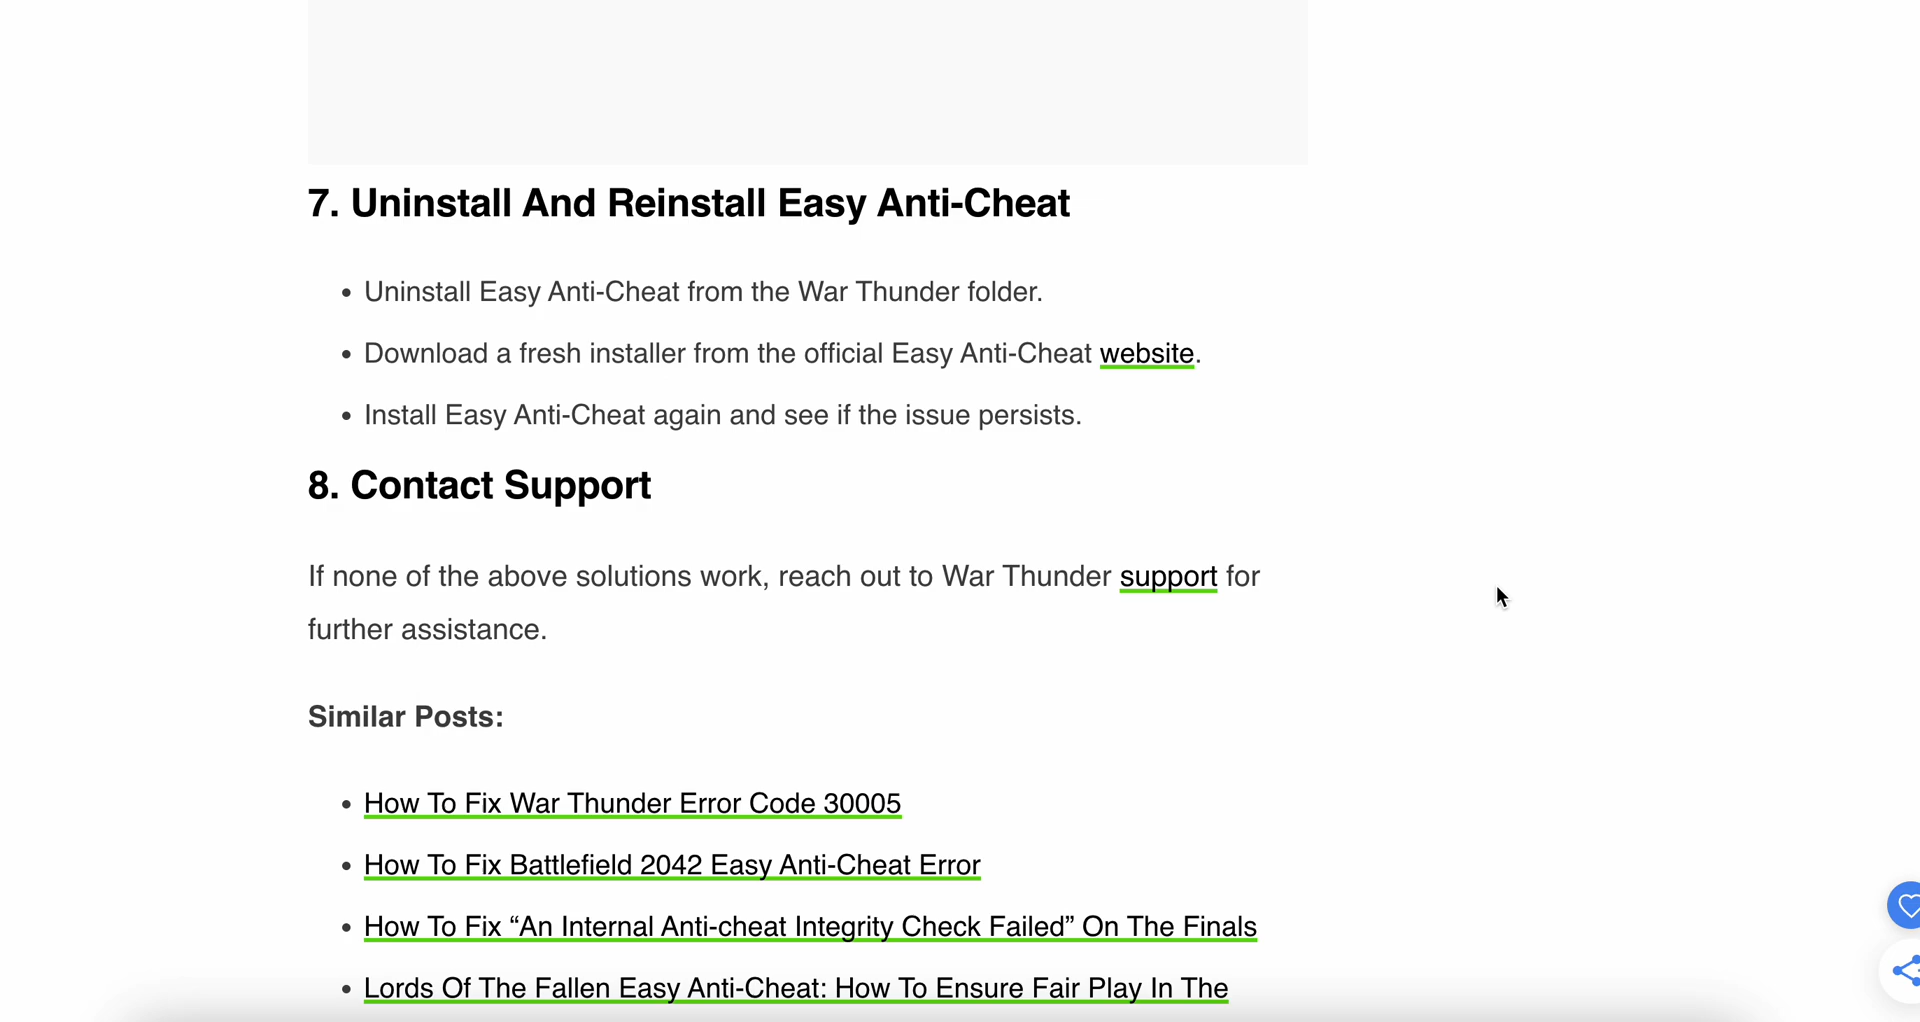 7. Uninstall And Reinstall Easy Anti-Cheat
• Uninstall Easy Anti-Cheat from the War Thunder folder.
• Download a fresh installer from the official Easy Anti-Cheat website.
• Install Easy Anti-Cheat again and see if the issue persists.
8. Contact Support
If none of the above solutions work, reach out to War Thunder support for
further assistance.
Similar Posts:
• How To Fix War Thunder Error Code 30005
• How To Fix Battlefield 2042 Easy Anti-Cheat Error
• How To Fix “An Internal Anti-cheat Integrity Check Failed” On The Finals
• Lords Of The Fallen Easy Anti-Cheat: How To Ensure Fair Play In The